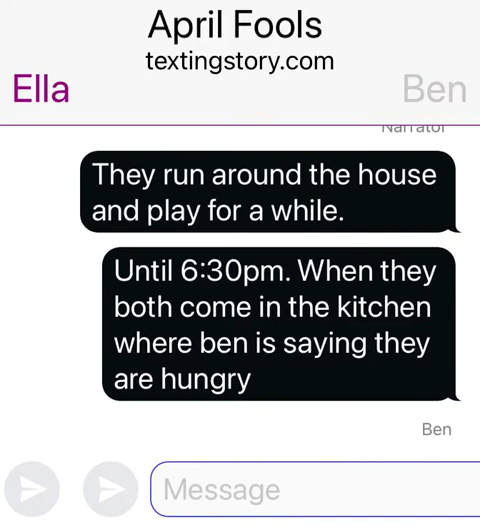 April Fools
textingstory.com
Ella
Ben
Narrator
They run around the house
and play for a while.
Until 6:30pm. When they
both come in the kitchen
where ben is saying they
are hungry
Ben
Message